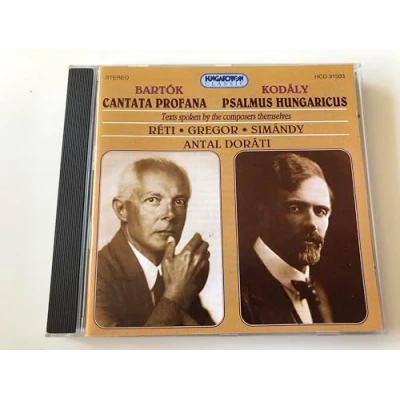 STEREO
HUNGAROTON
CLASSIC
HCD 31503
BARTÓK
KODÁLY
CANTATA PROFANA
PSALMUS HUNGARICUS
Texts spoken by the composers themselves
RÉTI • GREGOR • SIMÁNDY
ANTAL DORÁTI